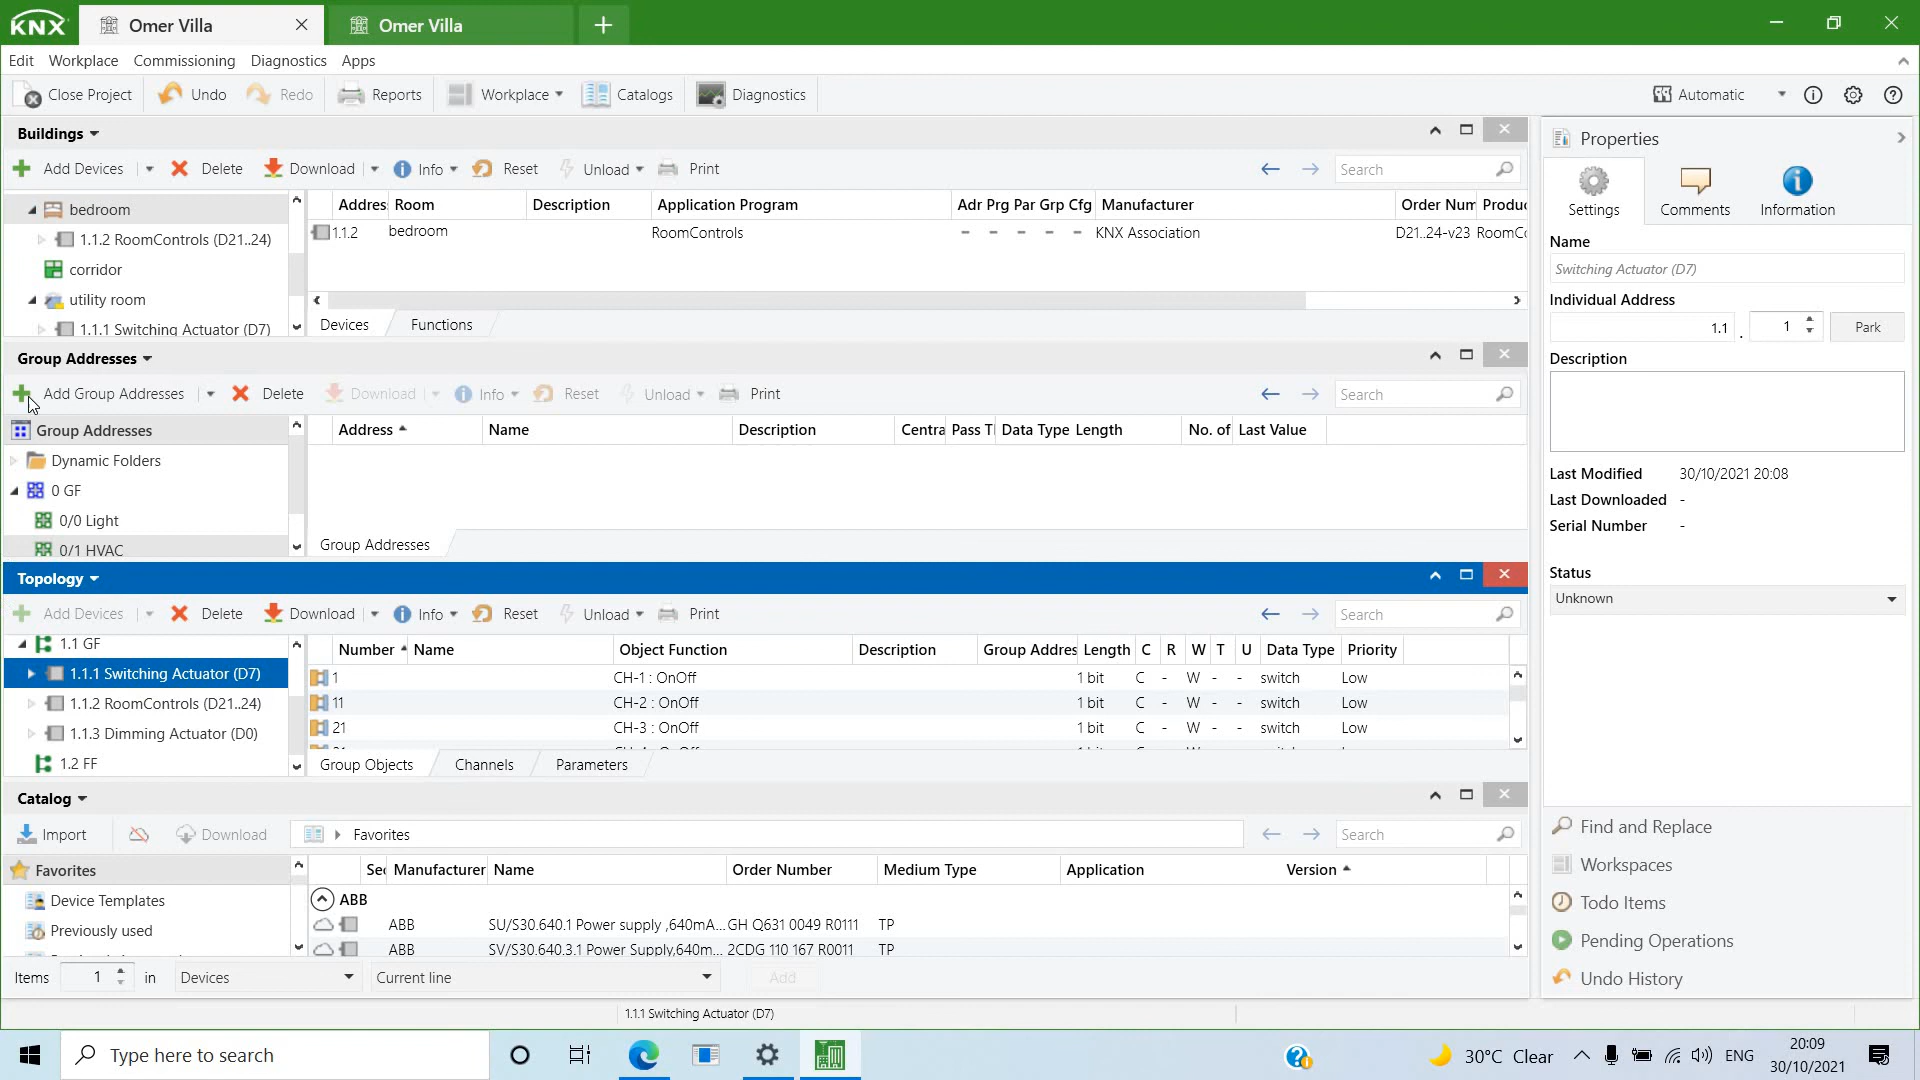 KNX Omer Villa Omer Villa
Edit Workplace Commissioning Diagnostics Apps
Close Project Undo Redo Reports Workplace Catalogs Diagnostics Automatic
Buildings
Add Devices Delete Download Info Reset Unload Print Search
bedroom
1.1.2 RoomControls (D21..24)
corridor
utility room
1.1.1 Switching Actuator (D7)
Addres: Room Description Application Program Adr Prg Par Grp Cfg Manufacturer Order Num Produc
1.1.2 bedroom RoomControls - - - - - KNX Association D21..24-v23 RoomCo
Devices Functions
Group Addresses
Add Group Addresses Delete Download Info Reset Unload Print Search
Group Addresses
Dynamic Folders
0 GF
0/0 Light
0/1 HVAC
Address Name Description Centra Pass Tl Data Type Length No. of Last Value
Group Addresses
Topology
Add Devices Delete Download Info Reset Unload Print Search
1.1 GF
1.1.1 Switching Actuator (D7)
1.1.2 RoomControls (D21..24)
1.1.3 Dimming Actuator (D0)
1.2 FF
Number Name Object Function Description Group Addres Length C R W T U Data Type Priority
1 CH-1 : OnOff 1 bit C - W - - switch Low
11 CH-2 : OnOff 1 bit C - W - - switch Low
21 CH-3 : OnOff 1 bit C - W - - switch Low
Group Objects Channels Parameters
Catalog
Import Download Favorites Search
Favorites
Device Templates
Previously used
Sec Manufacturer Name Order Number Medium Type Application Version
ABB
ABB SU/S30.640.1 Power supply ,640mA... GH Q631 0049 R0111 TP
ABB SV/S30.640.3.1 Power Supply,640m... 2CDG 110 167 R0011 TP
Items 1 in Devices Current line Add
1.1.1 Switching Actuator (D7)
Properties
Settings Comments Information
Name
Switching Actuator (D7)
Individual Address
1.1 . 1 Park
Description
Last Modified 30/10/2021 20:08
Last Downloaded -
Serial Number -
Status
Unknown
Find and Replace
Workspaces
Todo Items
Pending Operations
Undo History
Type here to search 30°C Clear ENG 20:09
30/10/2021